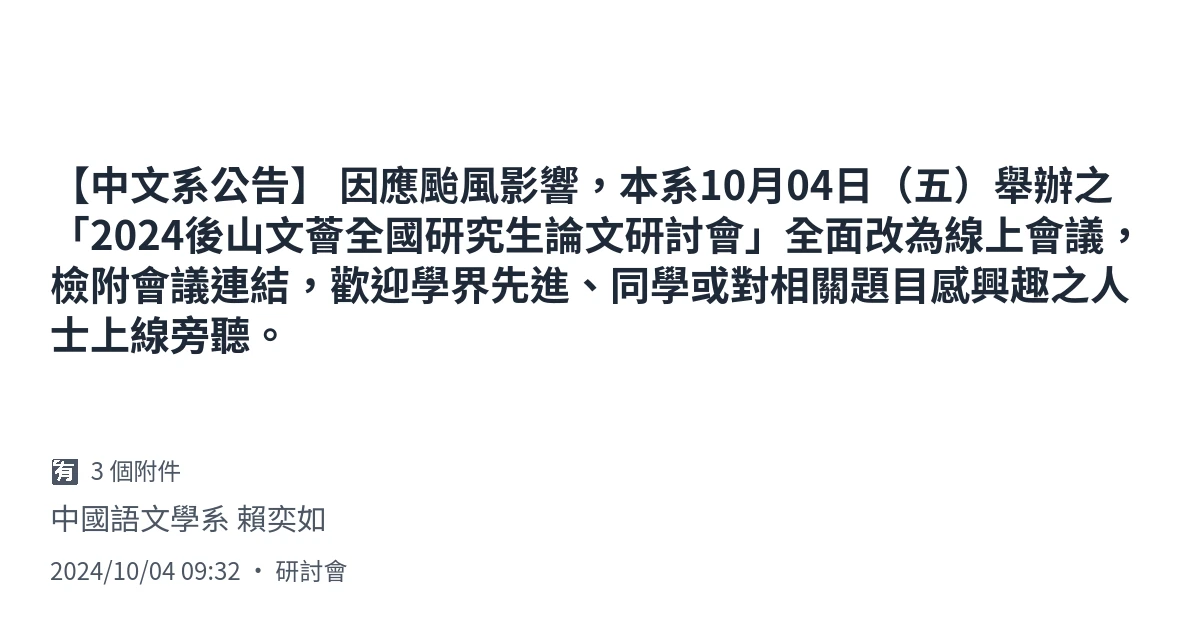 【中文系公告】 因應颱風影響，本系10月04日（五）舉辦之
「2024後山文薈全國研究生論文研討會」全面改為線上會議，
檢附會議連結，歡迎學界先進、同學或對相關題目感興趣之人
士上線旁聽。
🈶 3 個附件
中國語文學系 賴奕如
2024/10/04 09:32 • 研討會